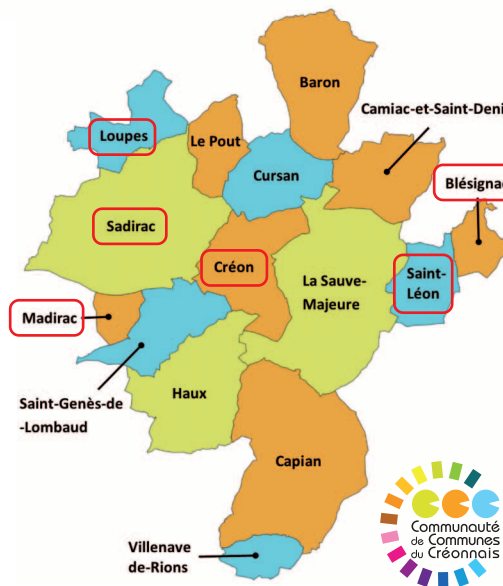 Baron
Camiac-et-Saint-Deni
Loupes
Le Pout
Cursan
Blésignac
Sadirac
Créon
La Sauve-
Majeure
Saint-
Léon
Madirac
Saint-Genès-de
-Lombaud
Haux
Capian
Villenave
de-Rions
Communauté
de Communes
du Créonnais